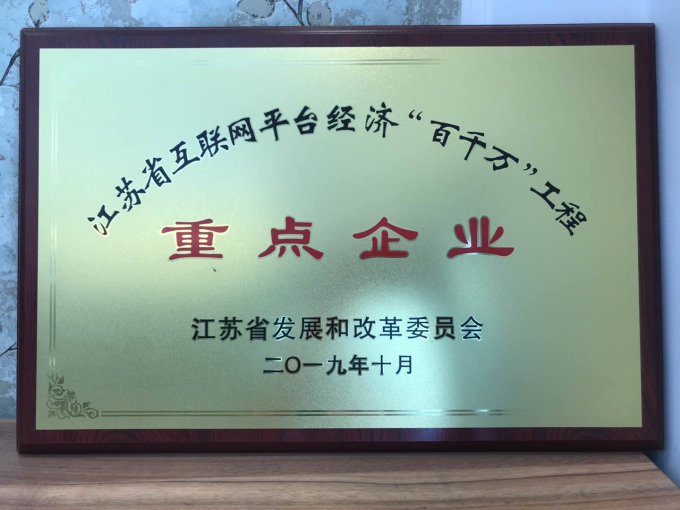 江苏省互联网平台经济“百千万”工程
重点企业
江苏省发展和改革委员会
二〇一九年十月